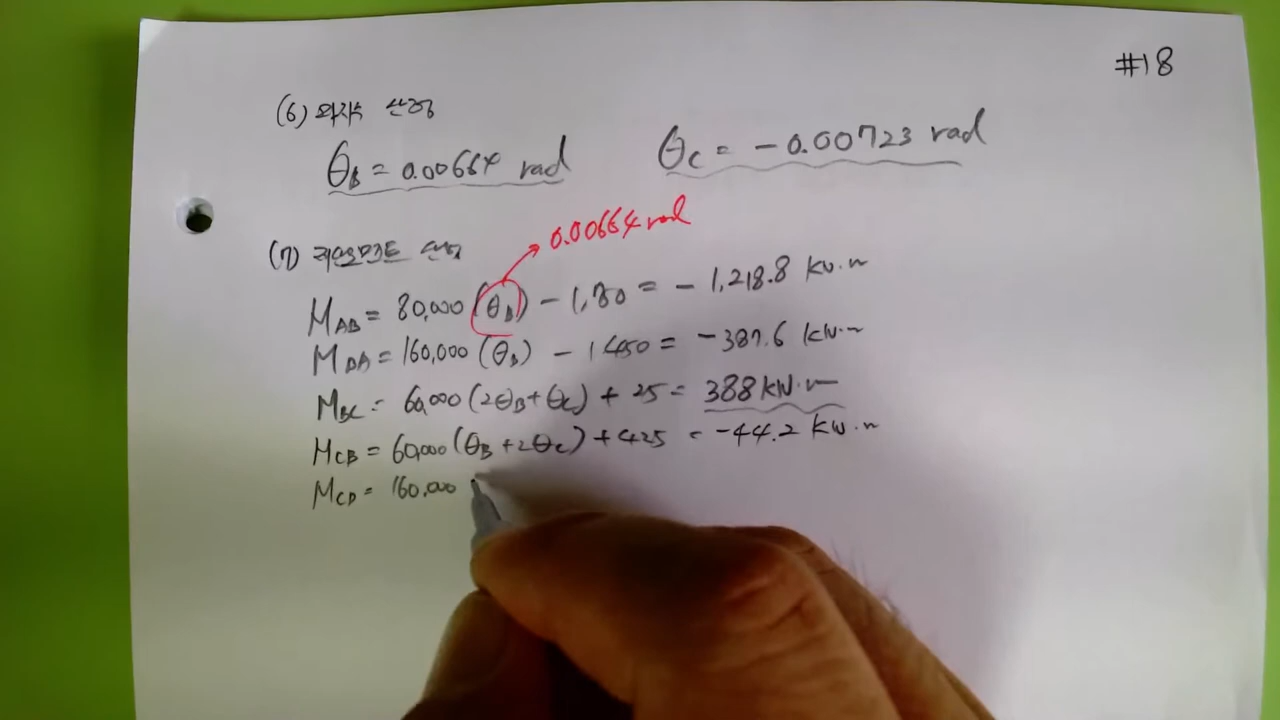 #18
(6) 회전각 산정
θB = 0.00664 rad θC = -0.00723 rad
0.00664 rad
(7) 재단모멘트 산정
MAB = 80,000 (θB) - 1,780 = - 1,218.8 kN.m
MBA = 160,000 (θB) - 1450 = -387.6 kN.m
MBC = 60,000 (2θB+θC) + 25 = 388 kN.m
MCB = 60,000 (θB+2θC) + 425 = -44.2 kN.m
MCD = 160,000